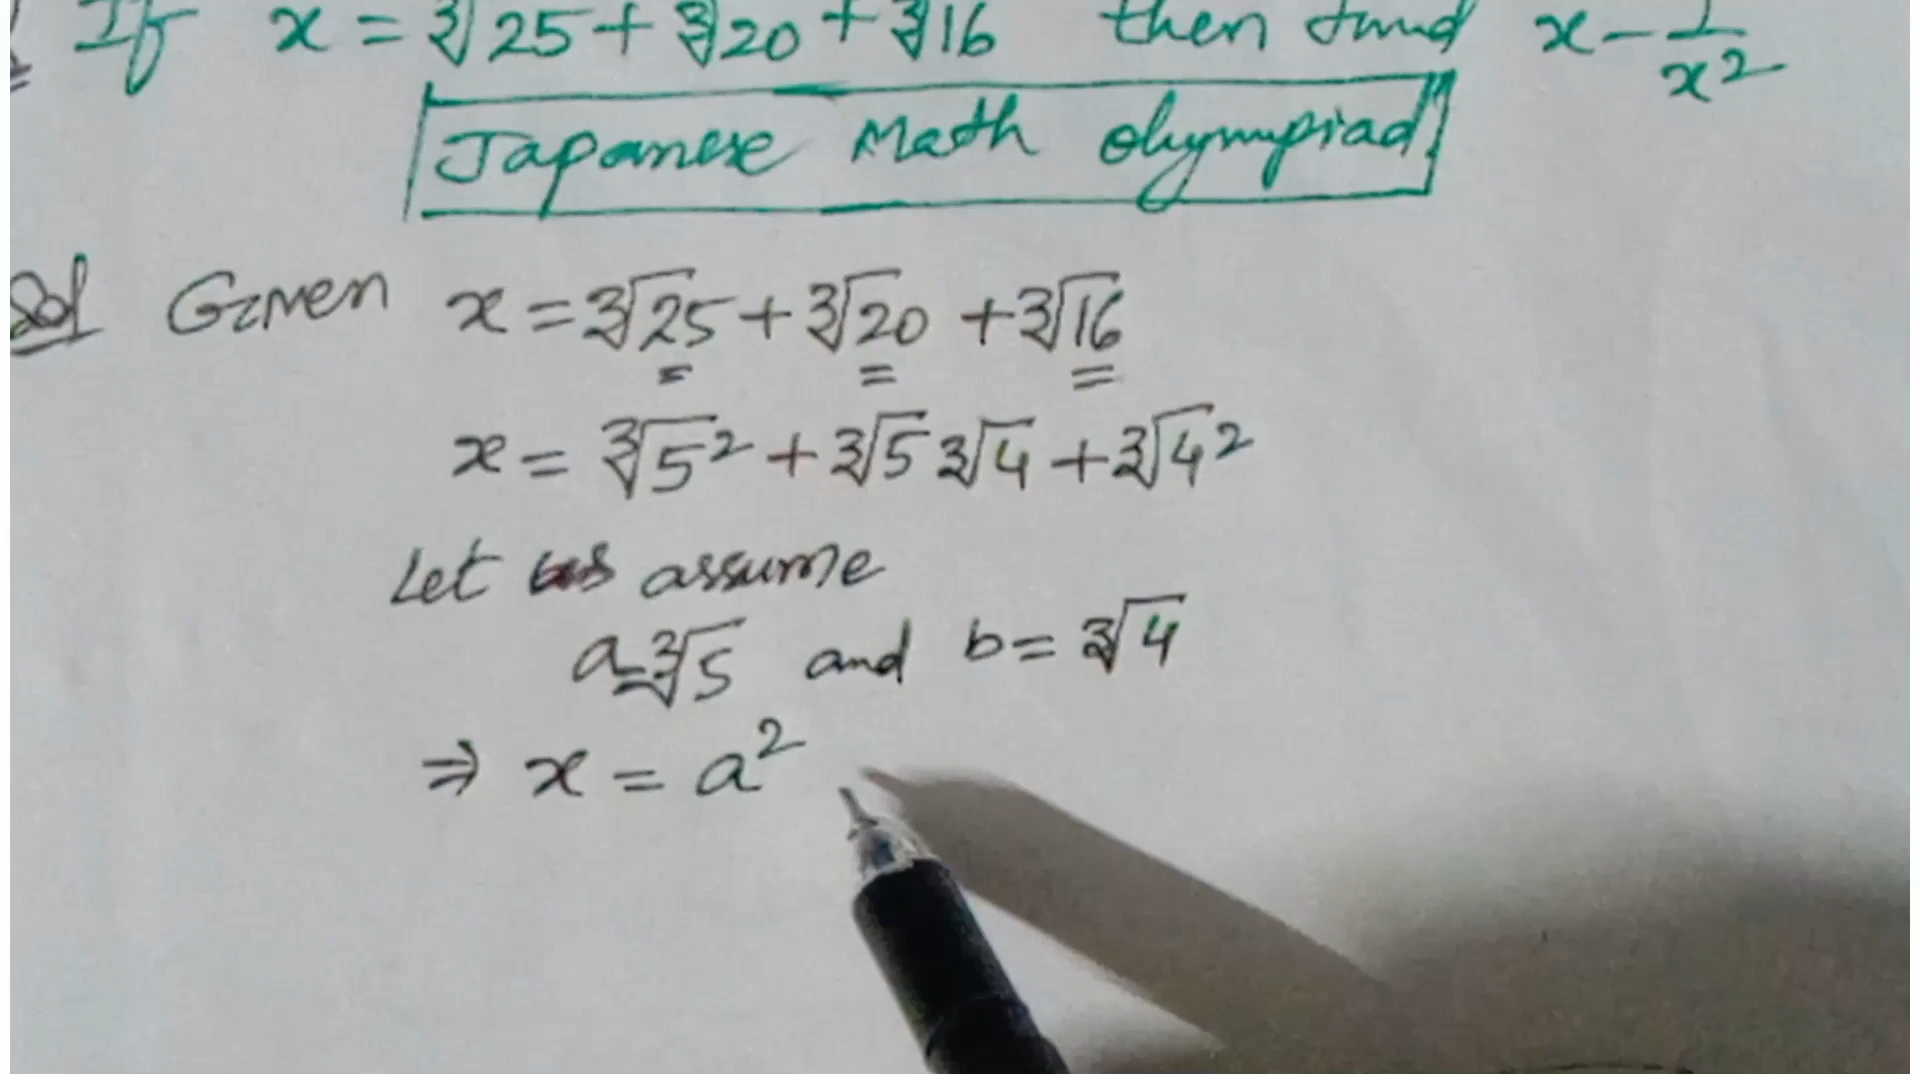 If x = ∛25 + ∛20 + ∛16 then find x - 1/x²
Japanese Math Olympiad
Sol Given x = ∛25 + ∛20 + ∛16
x = ∛5² + ∛5 ∛4 + ∛4²
Let us assume
a = ∛5 and b = ∛4
⇒ x = a²